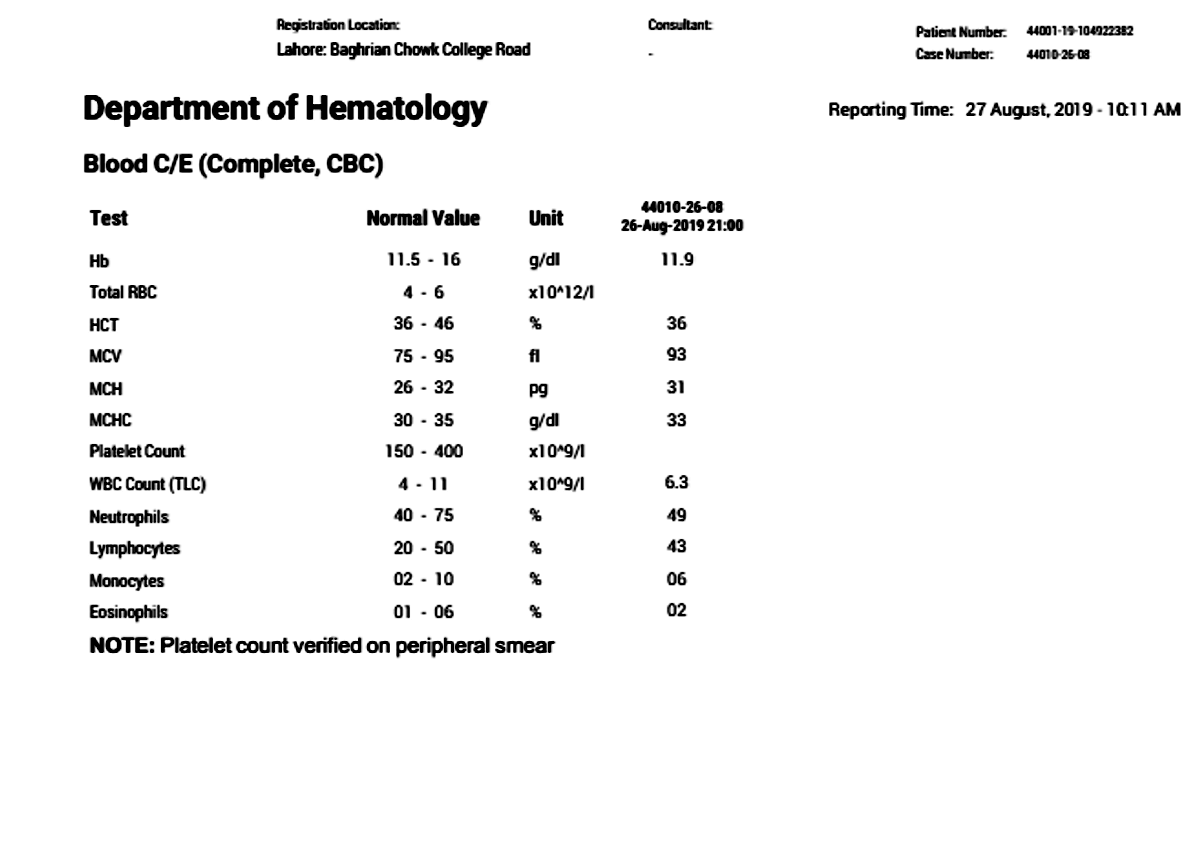 Registration Location: Consultant: Patient Number: 44001-19-104922382
Lahore: Baghrian Chowk College Road - Case Number: 44010-26-08
Department of Hematology Reporting Time: 27 August, 2019 - 10:11 AM
Blood C/E (Complete, CBC)
Test Normal Value Unit 44010-26-08 26-Aug-2019 21:00
Hb 11.5 - 16 g/dl 11.9
Total RBC 4 - 6 x10^12/l
HCT 36 - 46 % 36
MCV 75 - 95 fl 93
MCH 26 - 32 pg 31
MCHC 30 - 35 g/dl 33
Platelet Count 150 - 400 x10^9/l
WBC Count (TLC) 4 - 11 x10^9/l 6.3
Neutrophils 40 - 75 % 49
Lymphocytes 20 - 50 % 43
Monocytes 02 - 10 % 06
Eosinophils 01 - 06 % 02
NOTE: Platelet count verified on peripheral smear